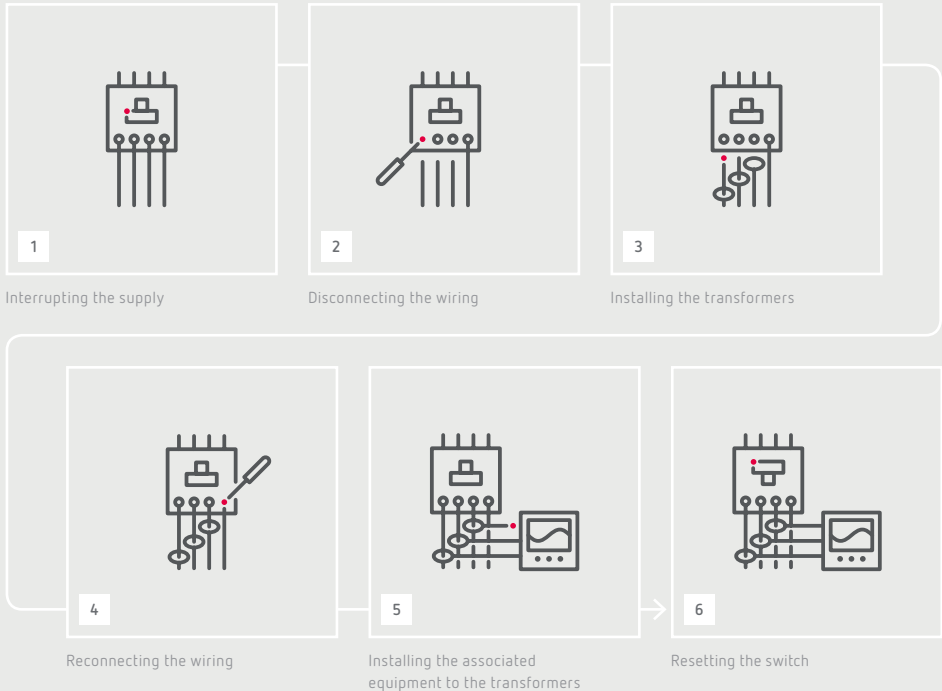 1
Interrupting the supply
2
Disconnecting the wiring
3
Installing the transformers
4
Reconnecting the wiring
5
Installing the associated
equipment to the transformers
6
Resetting the switch